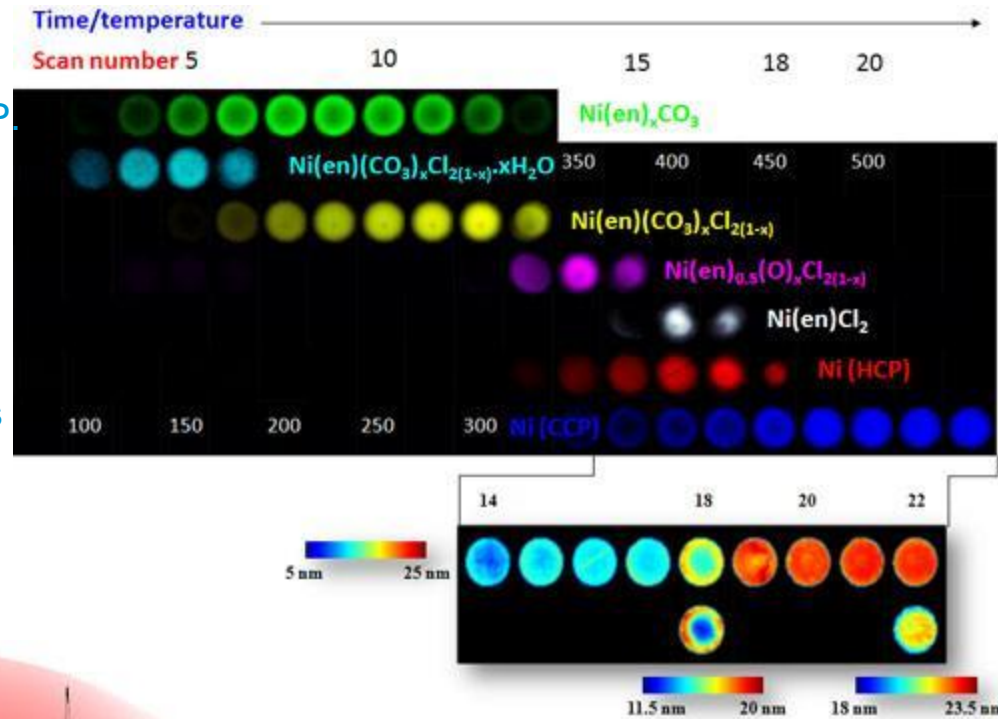 Time/temperature
Scan number 5 10 15 18 20
P.
Ni(en)ₓCO₃
Ni(en)(CO₃)ₓCl₂₍₁₋ₓ₎.xH₂O 350 400 450 500
Ni(en)(CO₃)ₓCl₂₍₁₋ₓ₎
Ni(en)₀.₅(O)ₓCl₂₍₁₋ₓ₎
Ni(en)Cl₂
Ni (HCP)
100 150 200 250 300 Ni (CCP)
14 18 20 22
5 nm 25 nm
11.5 nm 20 nm 18 nm 23.5 nm